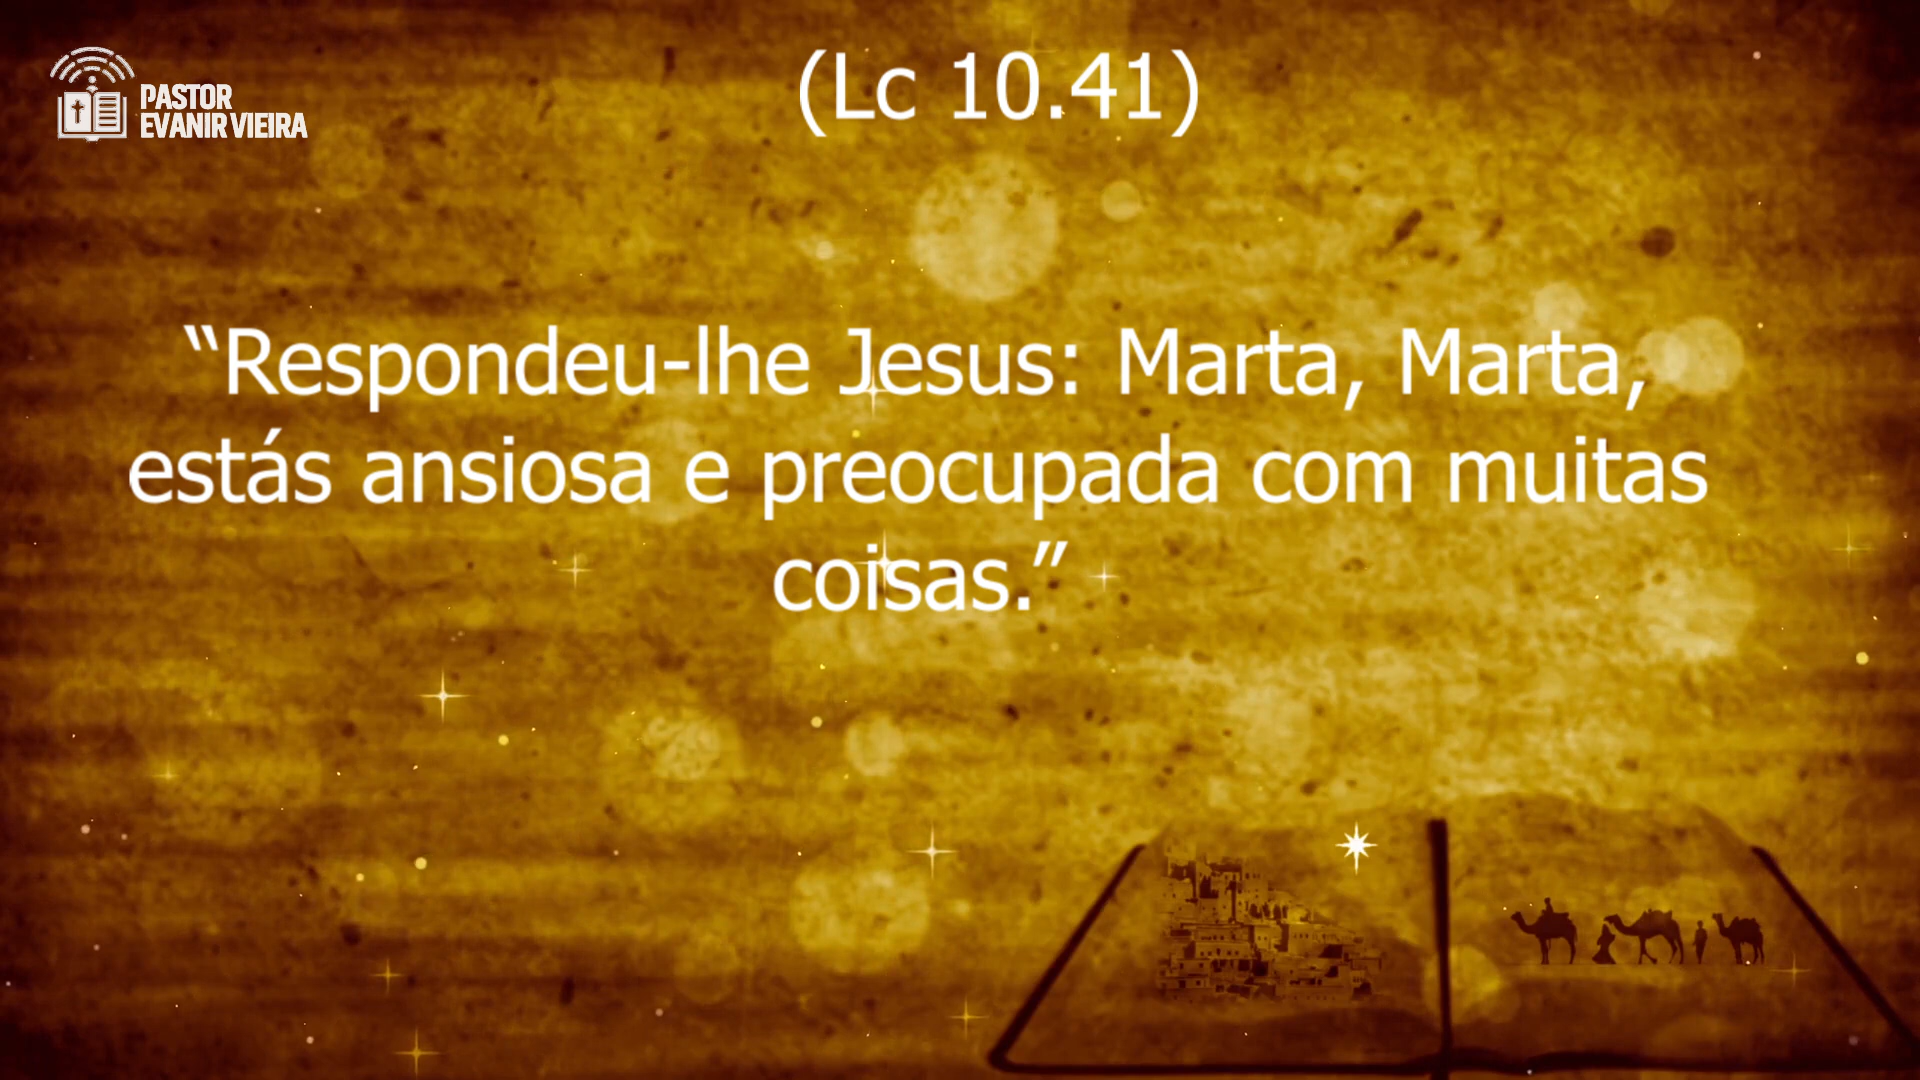 PASTOR
EVANIR VIEIRA
(Lc 10.41)
“Respondeu-lhe Jesus: Marta, Marta,
estás ansiosa e preocupada com muitas
coisas.”